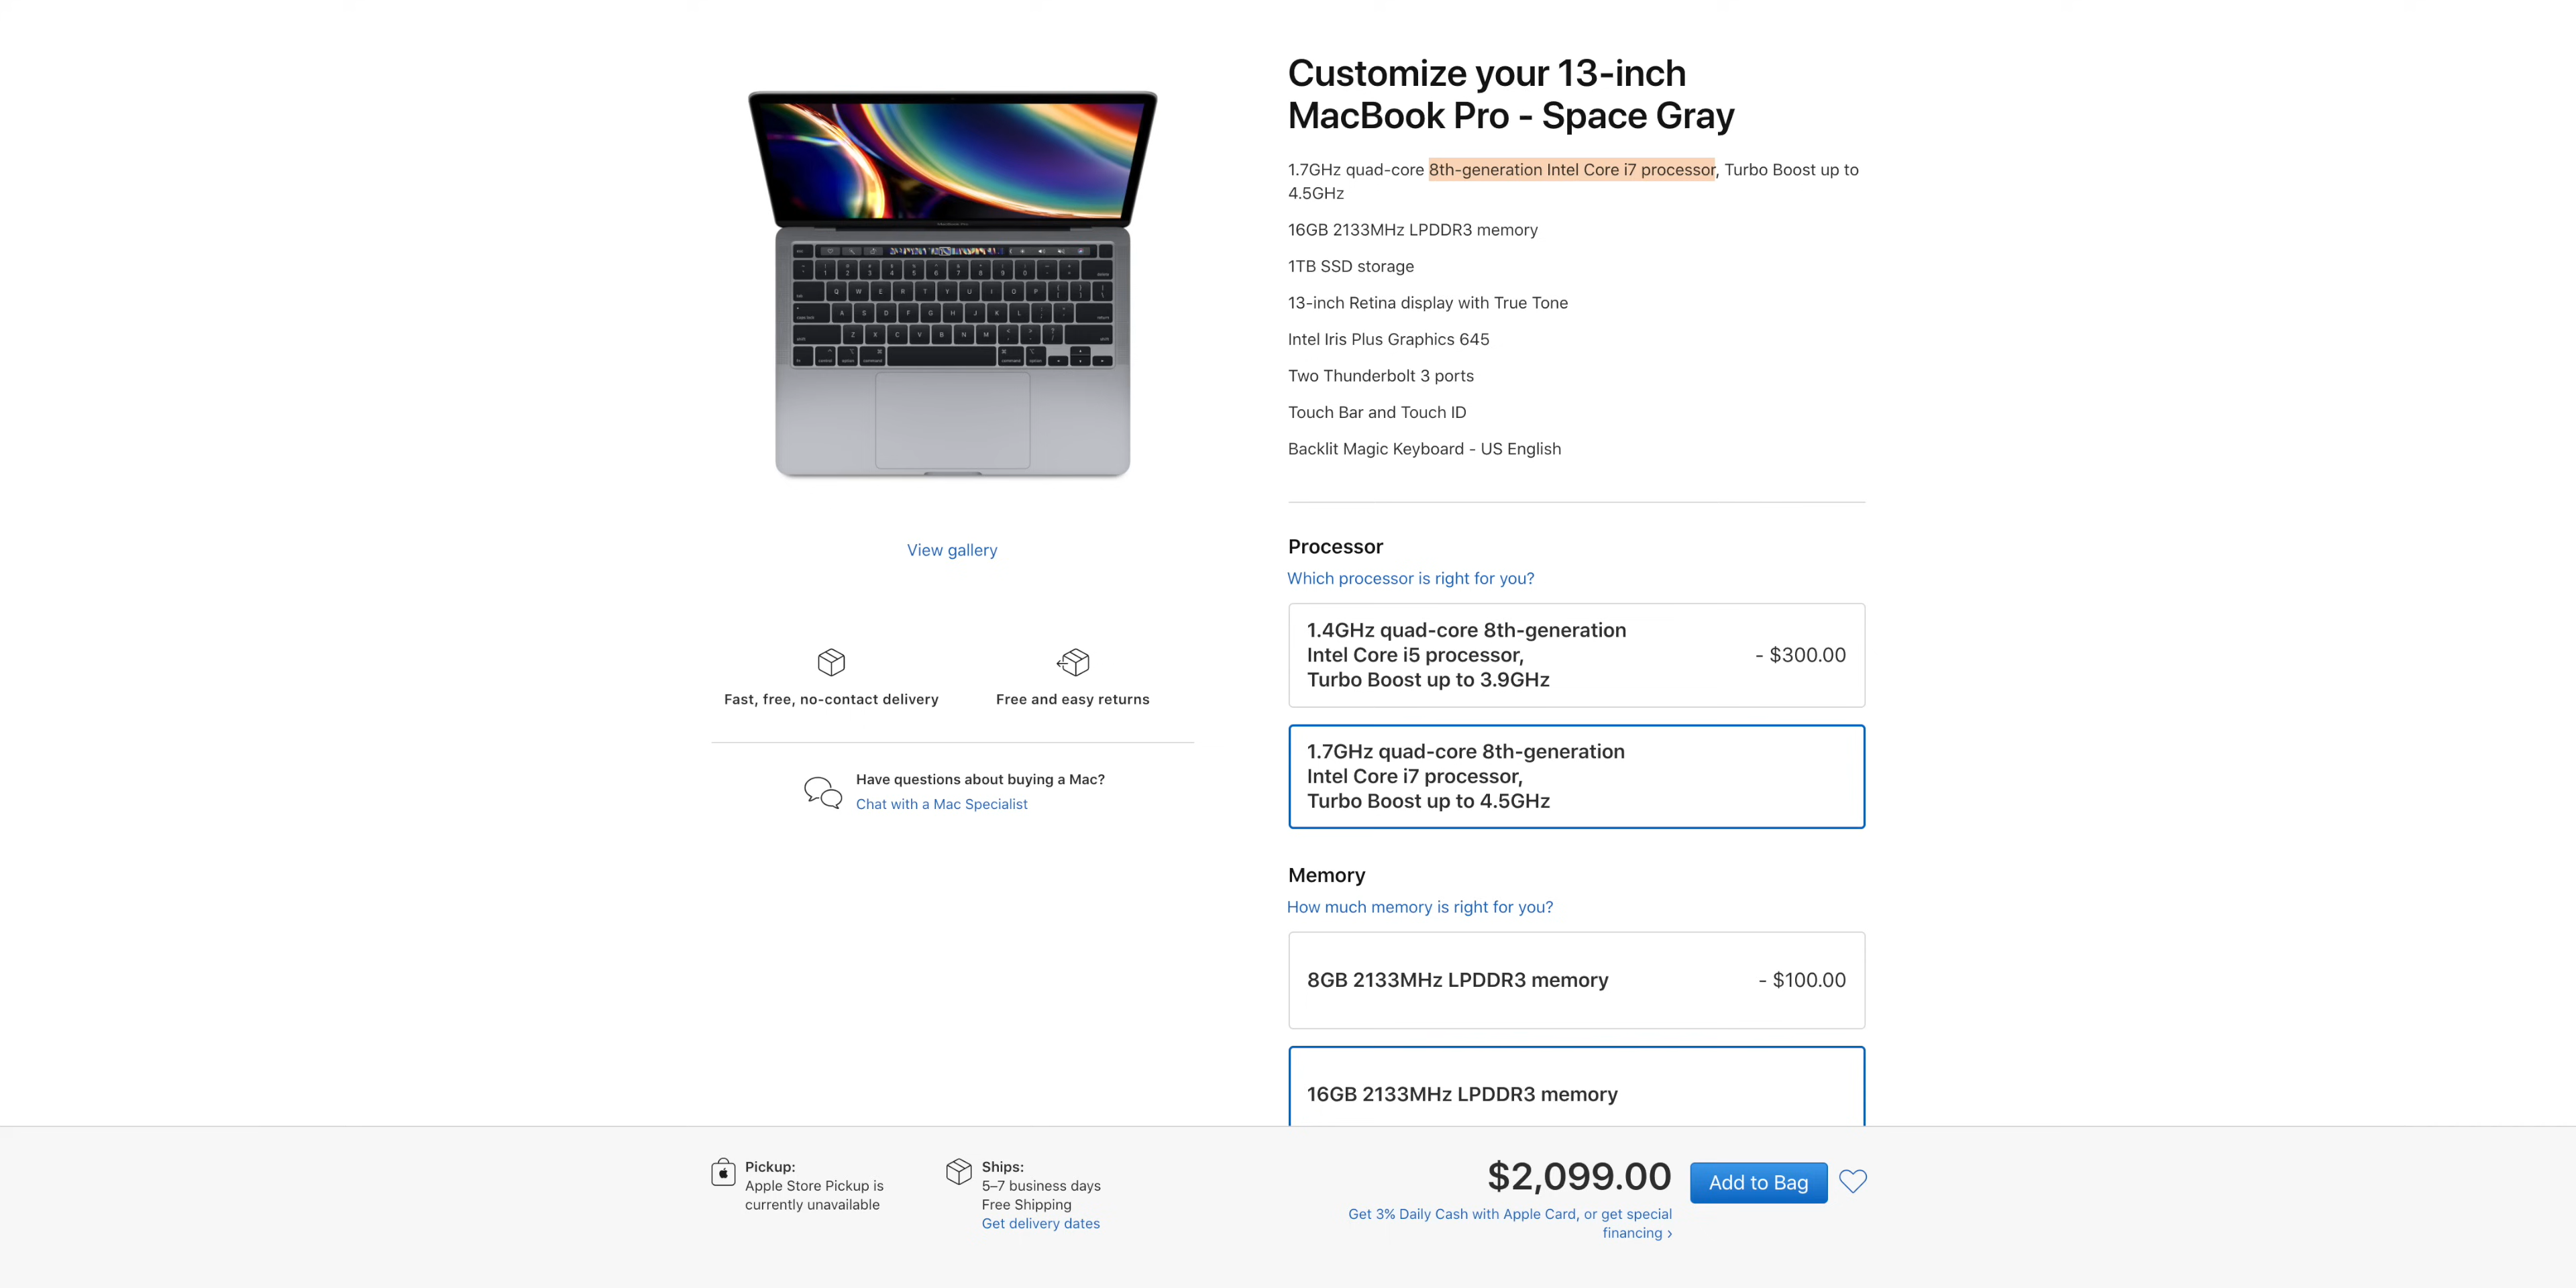 Customize your 13-inch
MacBook Pro - Space Gray
1.7GHz quad-core 8th-generation Intel Core i7 processor, Turbo Boost up to
4.5GHz
16GB 2133MHz LPDDR3 memory
1TB SSD storage
13-inch Retina display with True Tone
Intel Iris Plus Graphics 645
Two Thunderbolt 3 ports
Touch Bar and Touch ID
Backlit Magic Keyboard - US English
View gallery
Fast, free, no-contact delivery
Free and easy returns
Have questions about buying a Mac?
Chat with a Mac Specialist
Processor
Which processor is right for you?
1.4GHz quad-core 8th-generation
Intel Core i5 processor,
Turbo Boost up to 3.9GHz
- $300.00
1.7GHz quad-core 8th-generation
Intel Core i7 processor,
Turbo Boost up to 4.5GHz
Memory
How much memory is right for you?
8GB 2133MHz LPDDR3 memory
- $100.00
16GB 2133MHz LPDDR3 memory
Pickup:
Apple Store Pickup is
currently unavailable
Ships:
5–7 business days
Free Shipping
Get delivery dates
$2,099.00
Add to Bag
Get 3% Daily Cash with Apple Card, or get special
financing ›